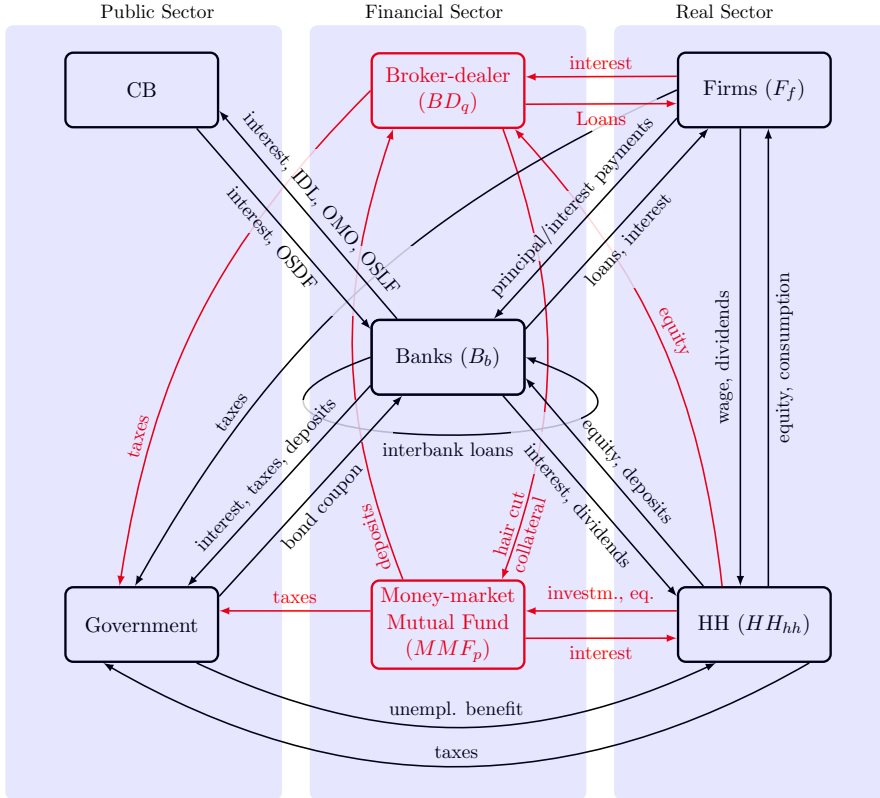 Public Sector
Financial Sector
Real Sector
CB
Broker-dealer
(BD_q)
Firms (F_f)
interest
Loans
interest, IDL, OMO, OSLF
interest, OSDF
principal/interest payments
loans, interest
equity
wage, dividends
equity, consumption
Banks (B_b)
taxes
taxes
interbank loans
interest, taxes, deposits
bond coupon
deposits
hair cut
collateral
equity, deposits
interest, dividends
Government
taxes
Money-market
Mutual Fund
(MMF_p)
investm., eq.
interest
HH (HH_hh)
unempl. benefit
taxes